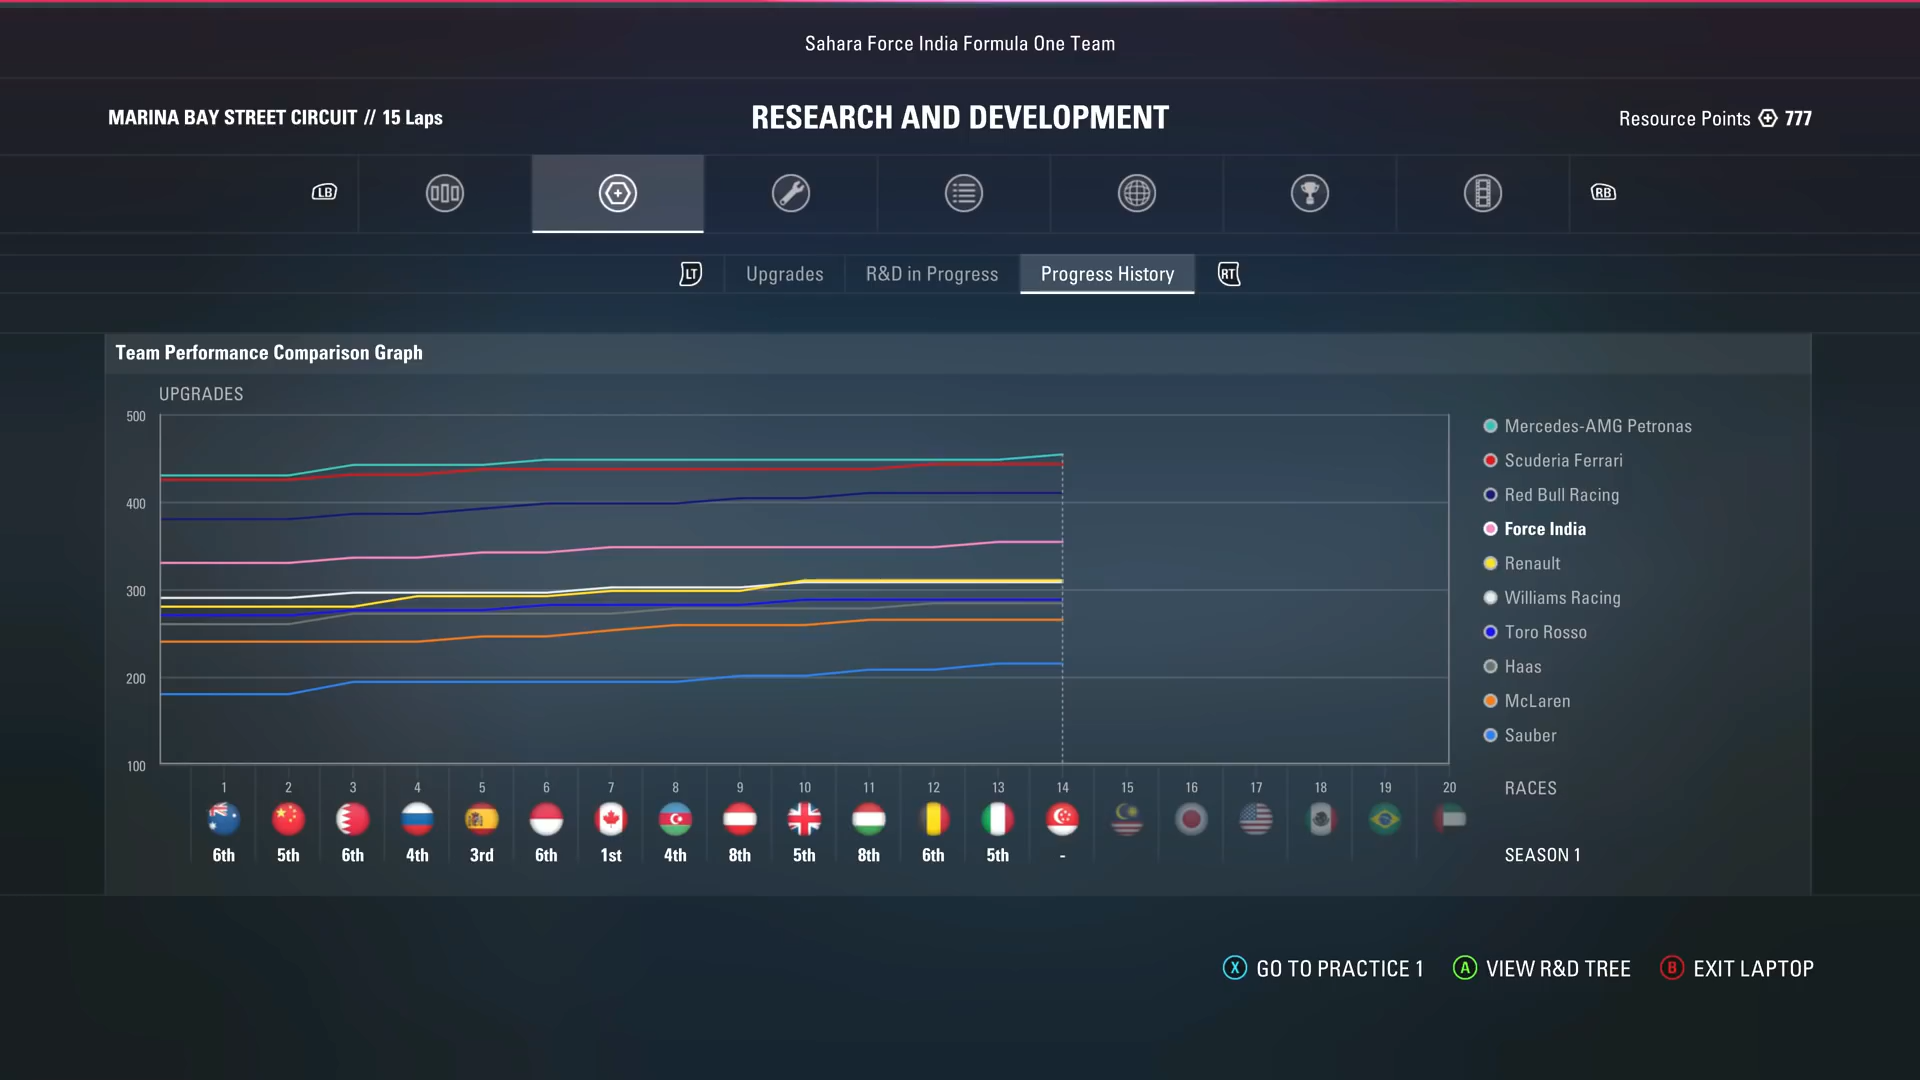 Sahara Force India Formula One Team
MARINA BAY STREET CIRCUIT // 15 Laps
RESEARCH AND DEVELOPMENT
Resource Points 777
LB
RB
LT
Upgrades
R&D in Progress
Progress History
RT
Team Performance Comparison Graph
UPGRADES
500
400
300
200
100
Mercedes-AMG Petronas
Scuderia Ferrari
Red Bull Racing
Force India
Renault
Williams Racing
Toro Rosso
Haas
McLaren
Sauber
1 2 3 4 5 6 7 8 9 10 11 12 13 14 15 16 17 18 19 20
RACES
6th 5th 6th 4th 3rd 6th 1st 4th 8th 5th 8th 6th 5th -
SEASON 1
X GO TO PRACTICE 1 A VIEW R&D TREE B EXIT LAPTOP